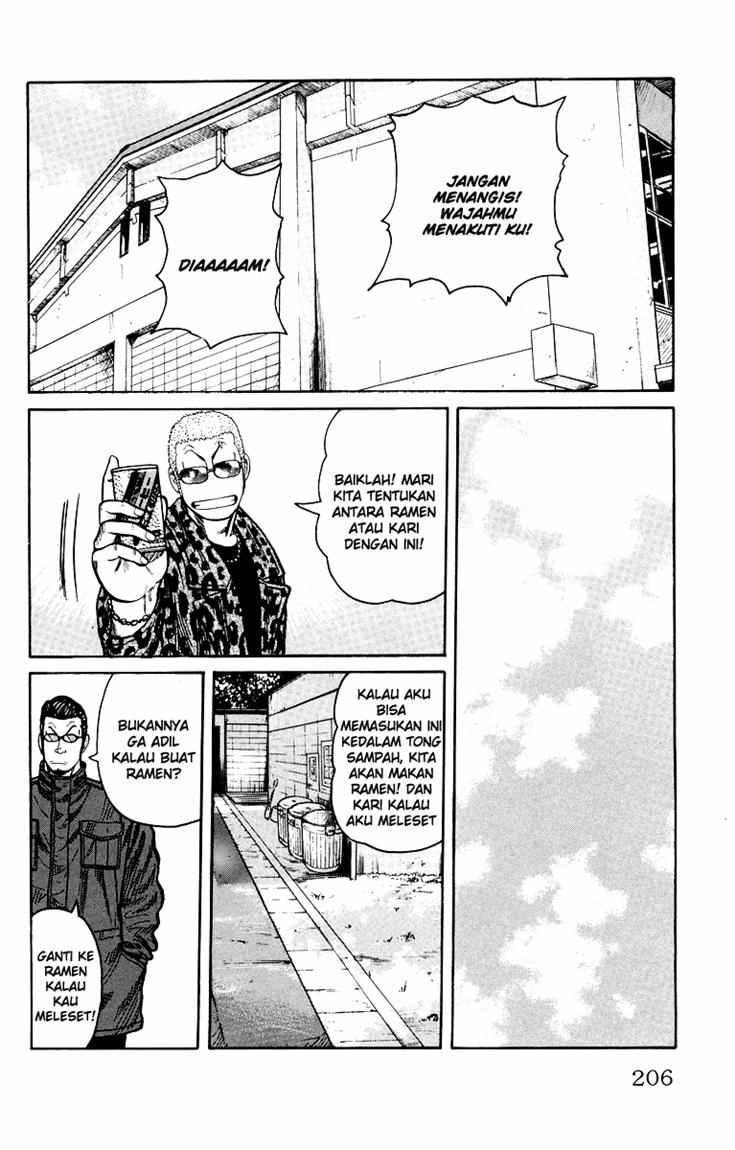 JANGAN
MENANGIS!
WAJAHMU
MENAKUTI KU!
DIAAAAAM!
BAIKLAH! MARI
KITA TENTUKAN
ANTARA RAMEN
ATAU KARI
DENGAN INI!
KALAU AKU
BISA
MEMASUKAN INI
KEDALAM TONG
SAMPAH, KITA
AKAN MAKAN
RAMEN! DAN
KARI KALAU
AKU MELESET
BUKANNYA
GA ADIL
KALAU BUAT
RAMEN?
GANTI KE
RAMEN
KALAU
KAU
MELESET!
206